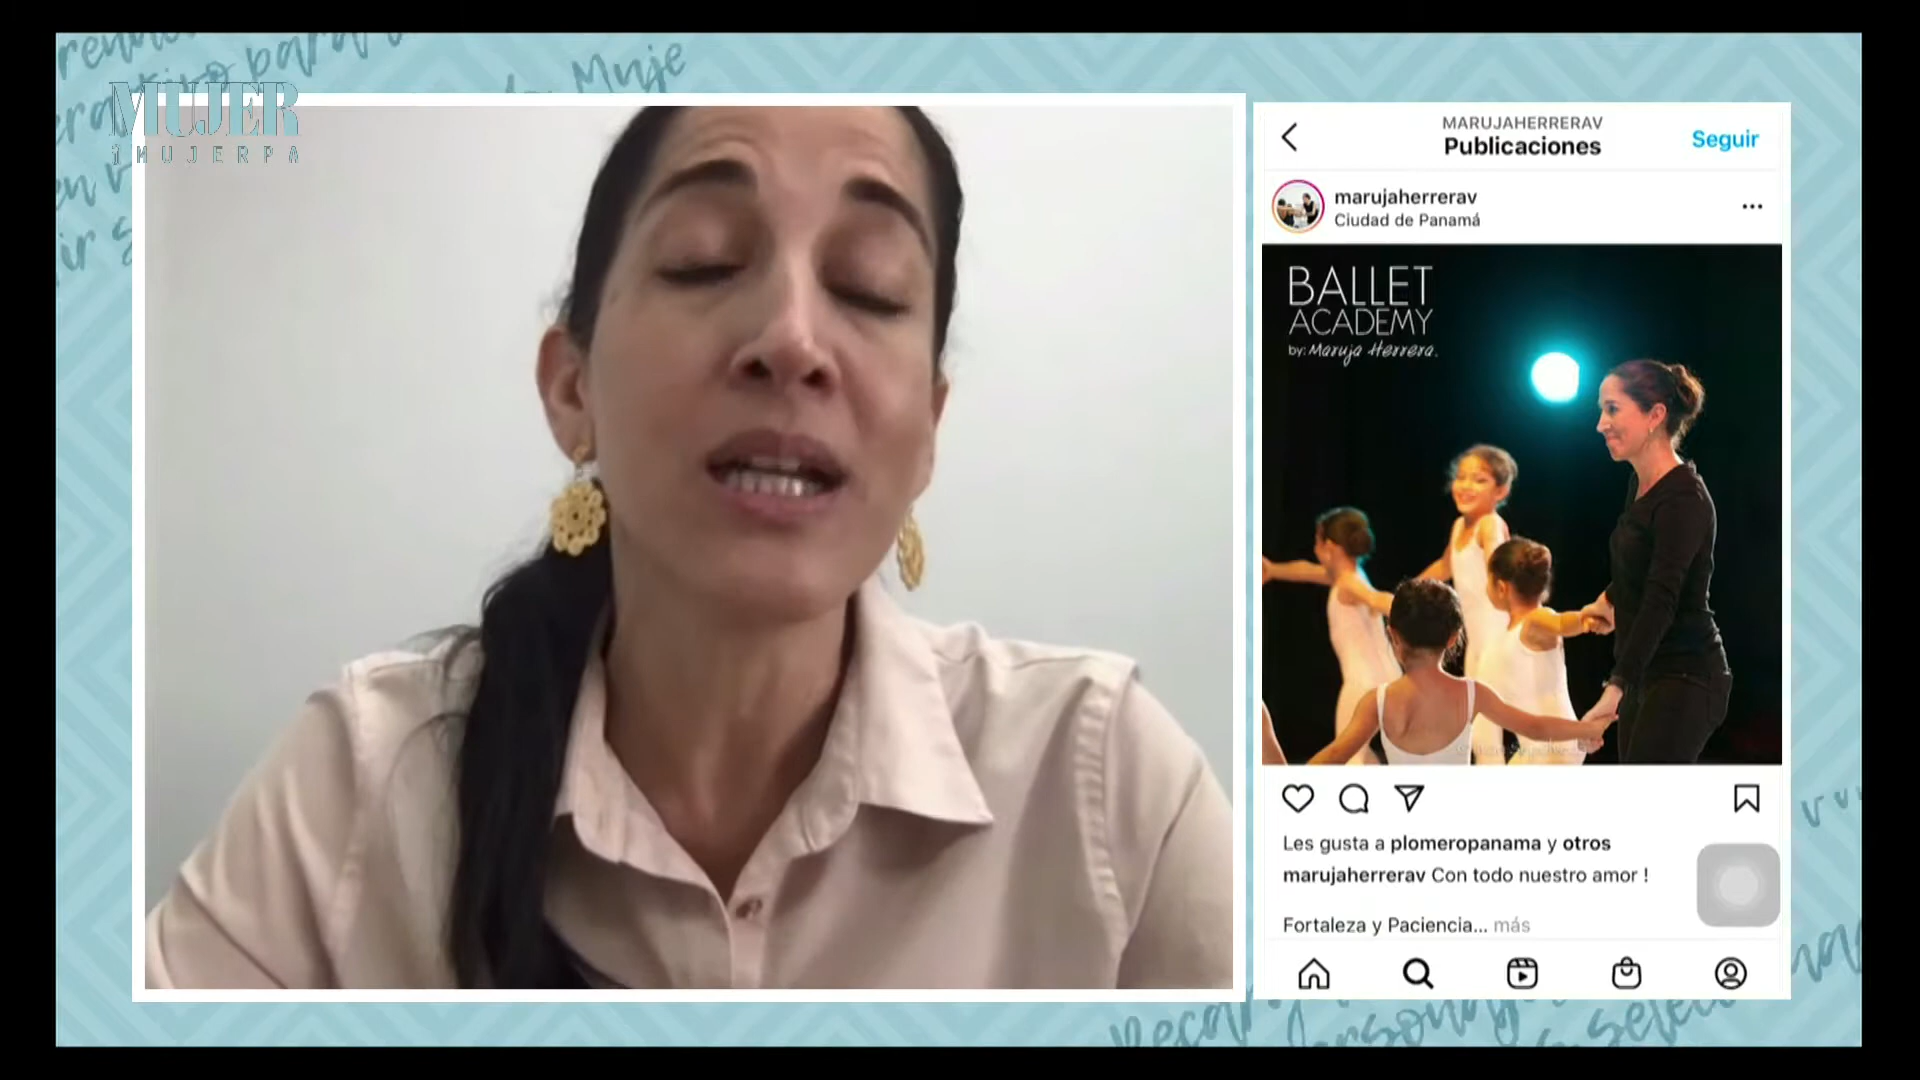 MUJER
@MUJERPA
Muje
MARUJAHERRERAV
Publicaciones
Seguir
marujaherrerav
Ciudad de Panamá
BALLET
ACADEMY
by: Maruja Herrera.
Les gusta a plomeropanama y otros
marujaherrerav Con todo nuestro amor !
Fortaleza y Paciencia... más